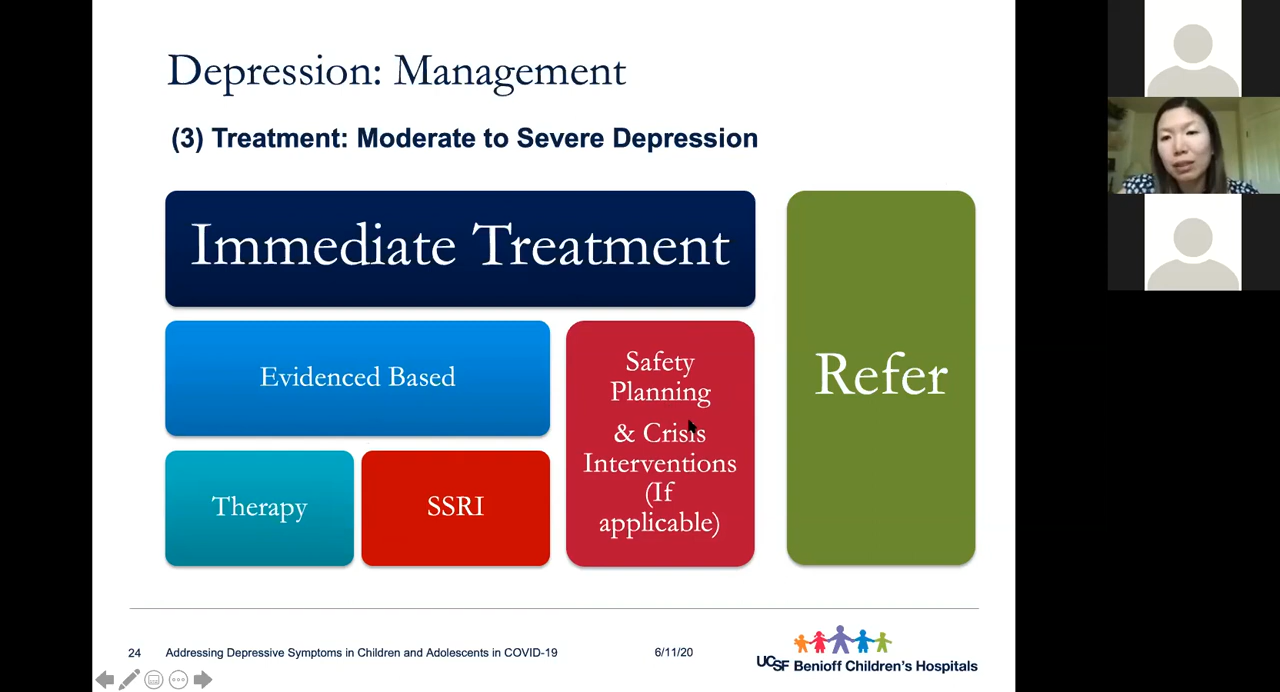 Depression: Management
(3) Treatment: Moderate to Severe Depression
Immediate Treatment
Evidenced Based
Therapy
SSRI
Safety
Planning
& Crisis
Interventions
(If
applicable)
Refer
24
Addressing Depressive Symptoms in Children and Adolescents in COVID-19
6/11/20
UCSF Benioff Children's Hospitals